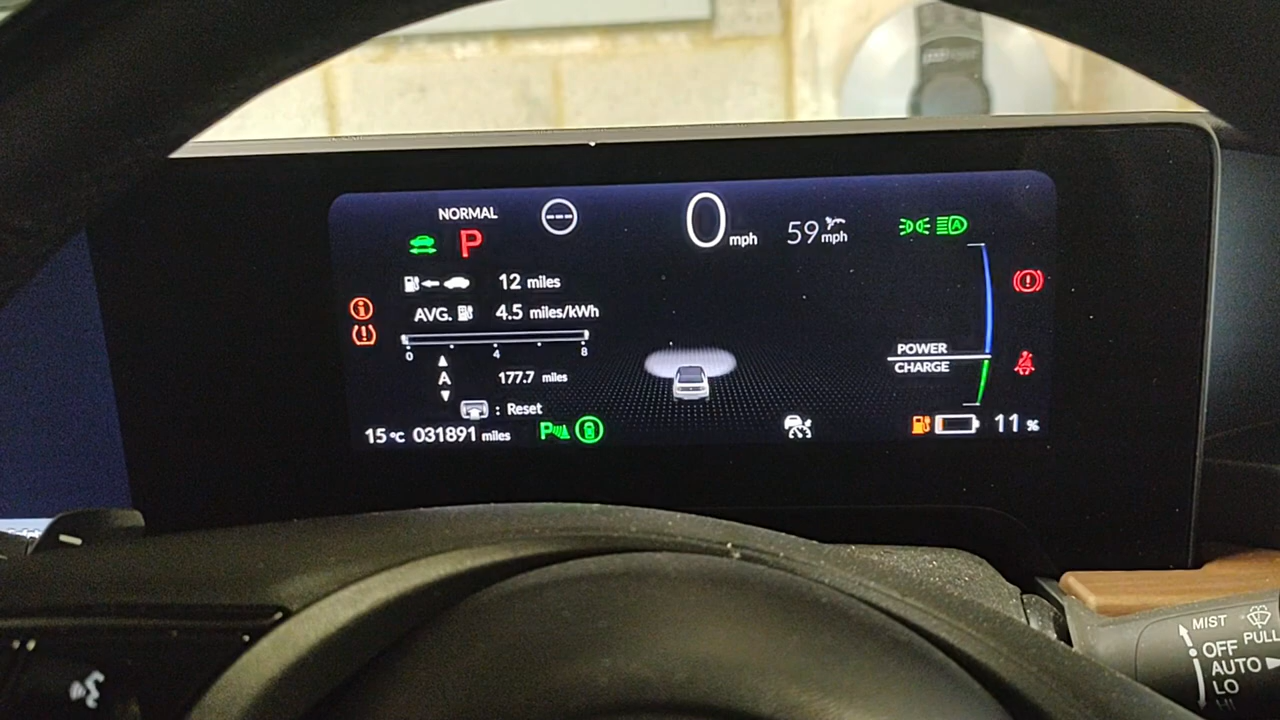 NORMAL
P
---
0 mph
59 mph
A
12 miles
AVG. 4.5 miles/kWh
0 4 8
A 177.7 miles
: Reset
15°C 031891 miles
P
POWER
CHARGE
11 %
MIST
PULL
OFF
AUTO
LO
HI